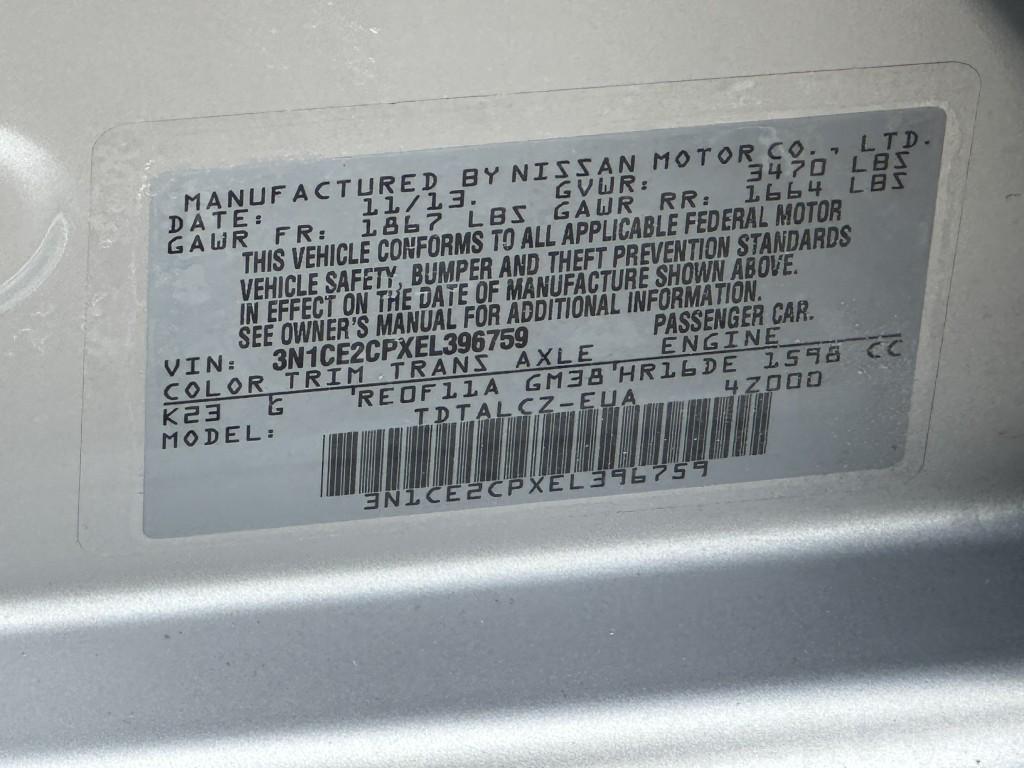 MANUFACTURED BY NISSAN MOTOR CO., LTD.
DATE: 11/13. GVWR: 3470 LBS
GAWR FR: 1867 LBS GAWR RR: 1664 LBS
THIS VEHICLE CONFORMS TO ALL APPLICABLE FEDERAL MOTOR
VEHICLE SAFETY, BUMPER AND THEFT PREVENTION STANDARDS
IN EFFECT ON THE DATE OF MANUFACTURE SHOWN ABOVE.
SEE OWNER'S MANUAL FOR ADDITIONAL INFORMATION.
VIN: 3N1CE2CPXEL396759 PASSENGER CAR.
COLOR TRIM TRANS AXLE ENGINE
K23 G RE0F11A GM38 HR16DE 1598 CC
MODEL: TDTALCZ-EUA 4Z000
3N1CE2CPXEL396759